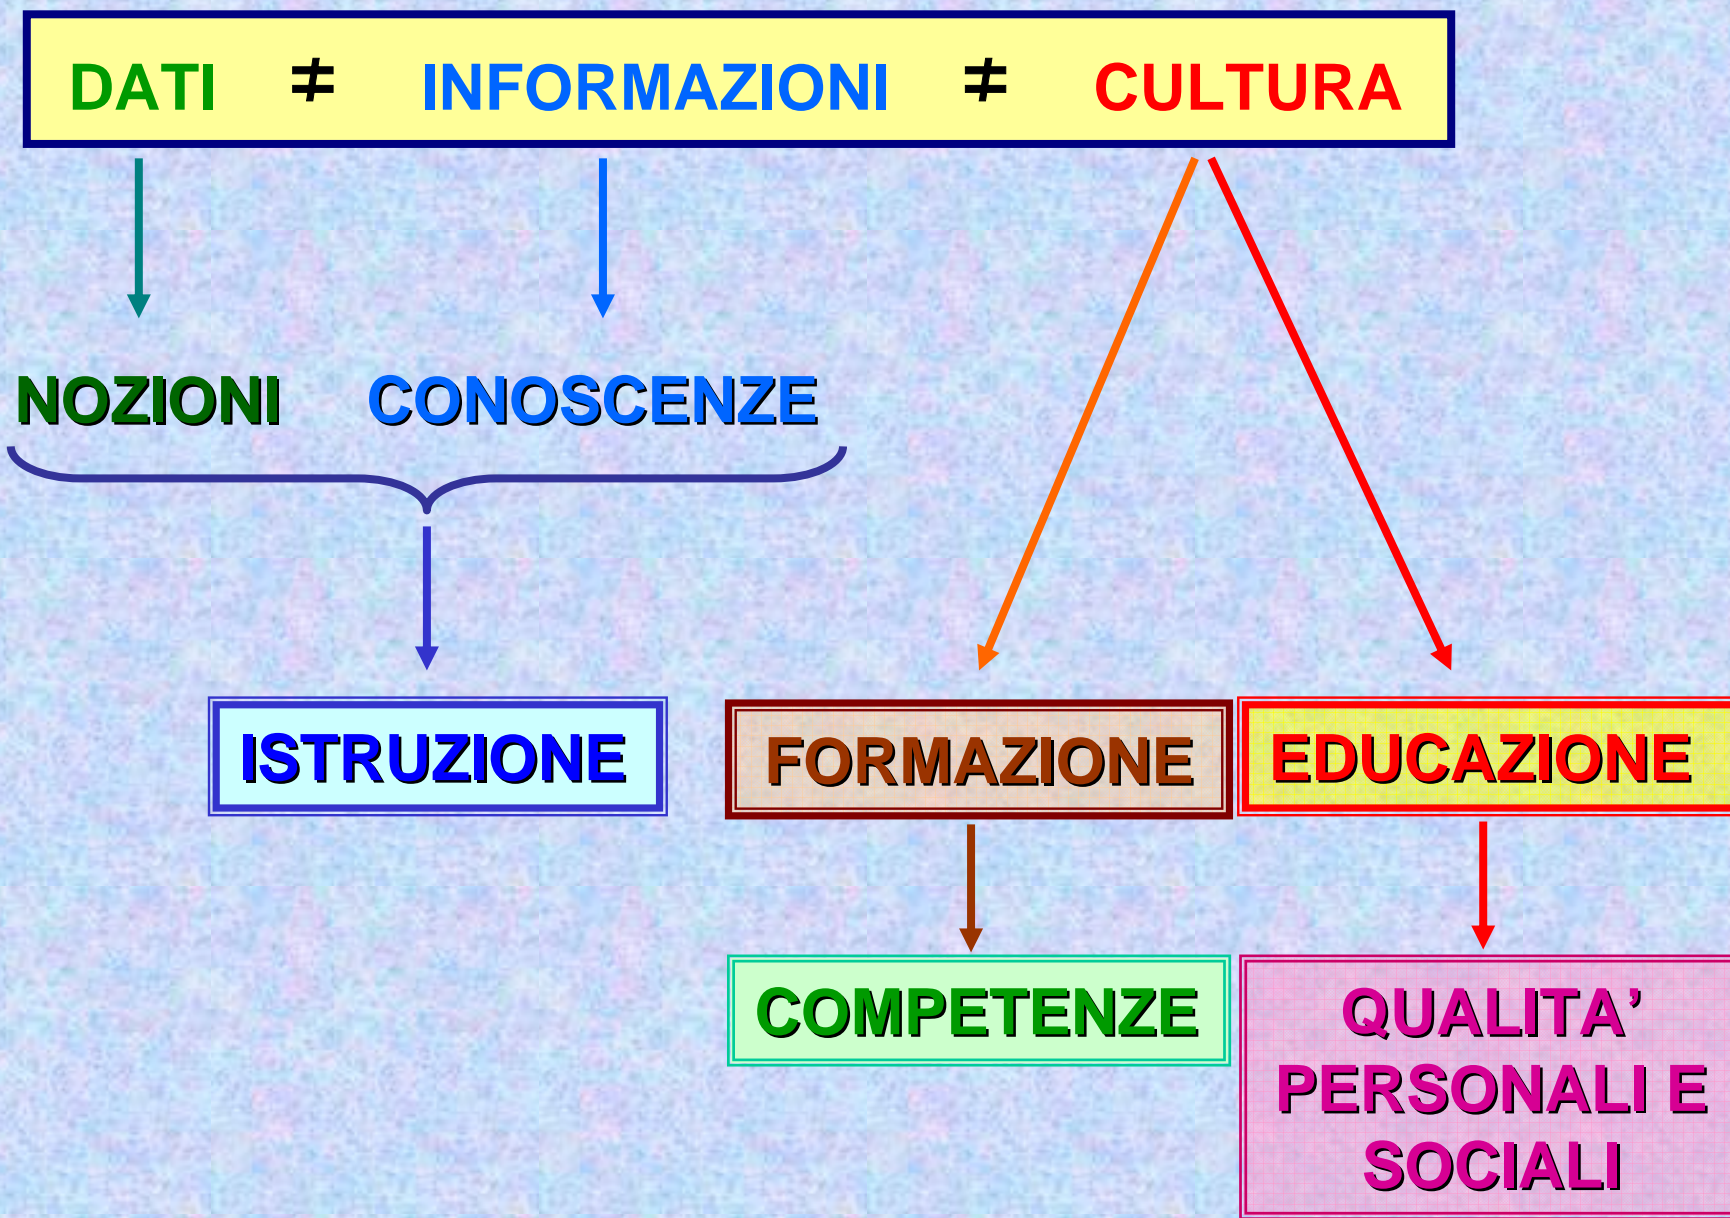 DATI ≠ INFORMAZIONI ≠ CULTURA
NOZIONI CONOSCENZE
ISTRUZIONE FORMAZIONE EDUCAZIONE
COMPETENZE
QUALITA’
PERSONALI E
SOCIALI